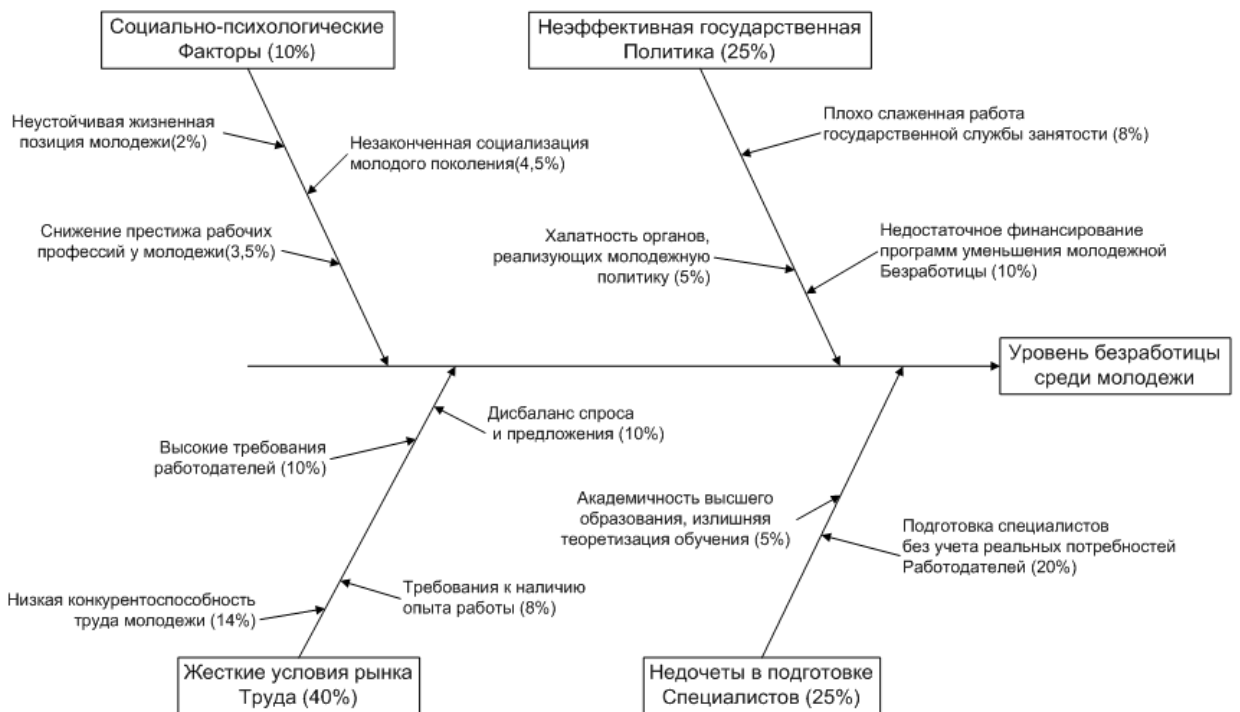 Социально-психологические
Факторы (10%)
Неэффективная государственная
Политика (25%)
Неустойчивая жизненная
позиция молодежи(2%)
Незаконченная социализация
молодого поколения(4,5%)
Плохо слаженная работа
государственной службы занятости (8%)
Снижение престижа рабочих
профессий у молодежи(3,5%)
Халатность органов,
реализующих молодежную
политику (5%)
Недостаточное финансирование
программ уменьшения молодежной
Безработицы (10%)
Уровень безработицы
среди молодежи
Дисбаланс спроса
и предложения (10%)
Высокие требования
работодателей (10%)
Академичность высшего
образования, излишняя
теоретизация обучения (5%)
Подготовка специалистов
без учета реальных потребностей
Работодателей (20%)
Низкая конкурентоспособность
труда молодежи (14%)
Требования к наличию
опыта работы (8%)
Жесткие условия рынка
Труда (40%)
Недочеты в подготовке
Специалистов (25%)